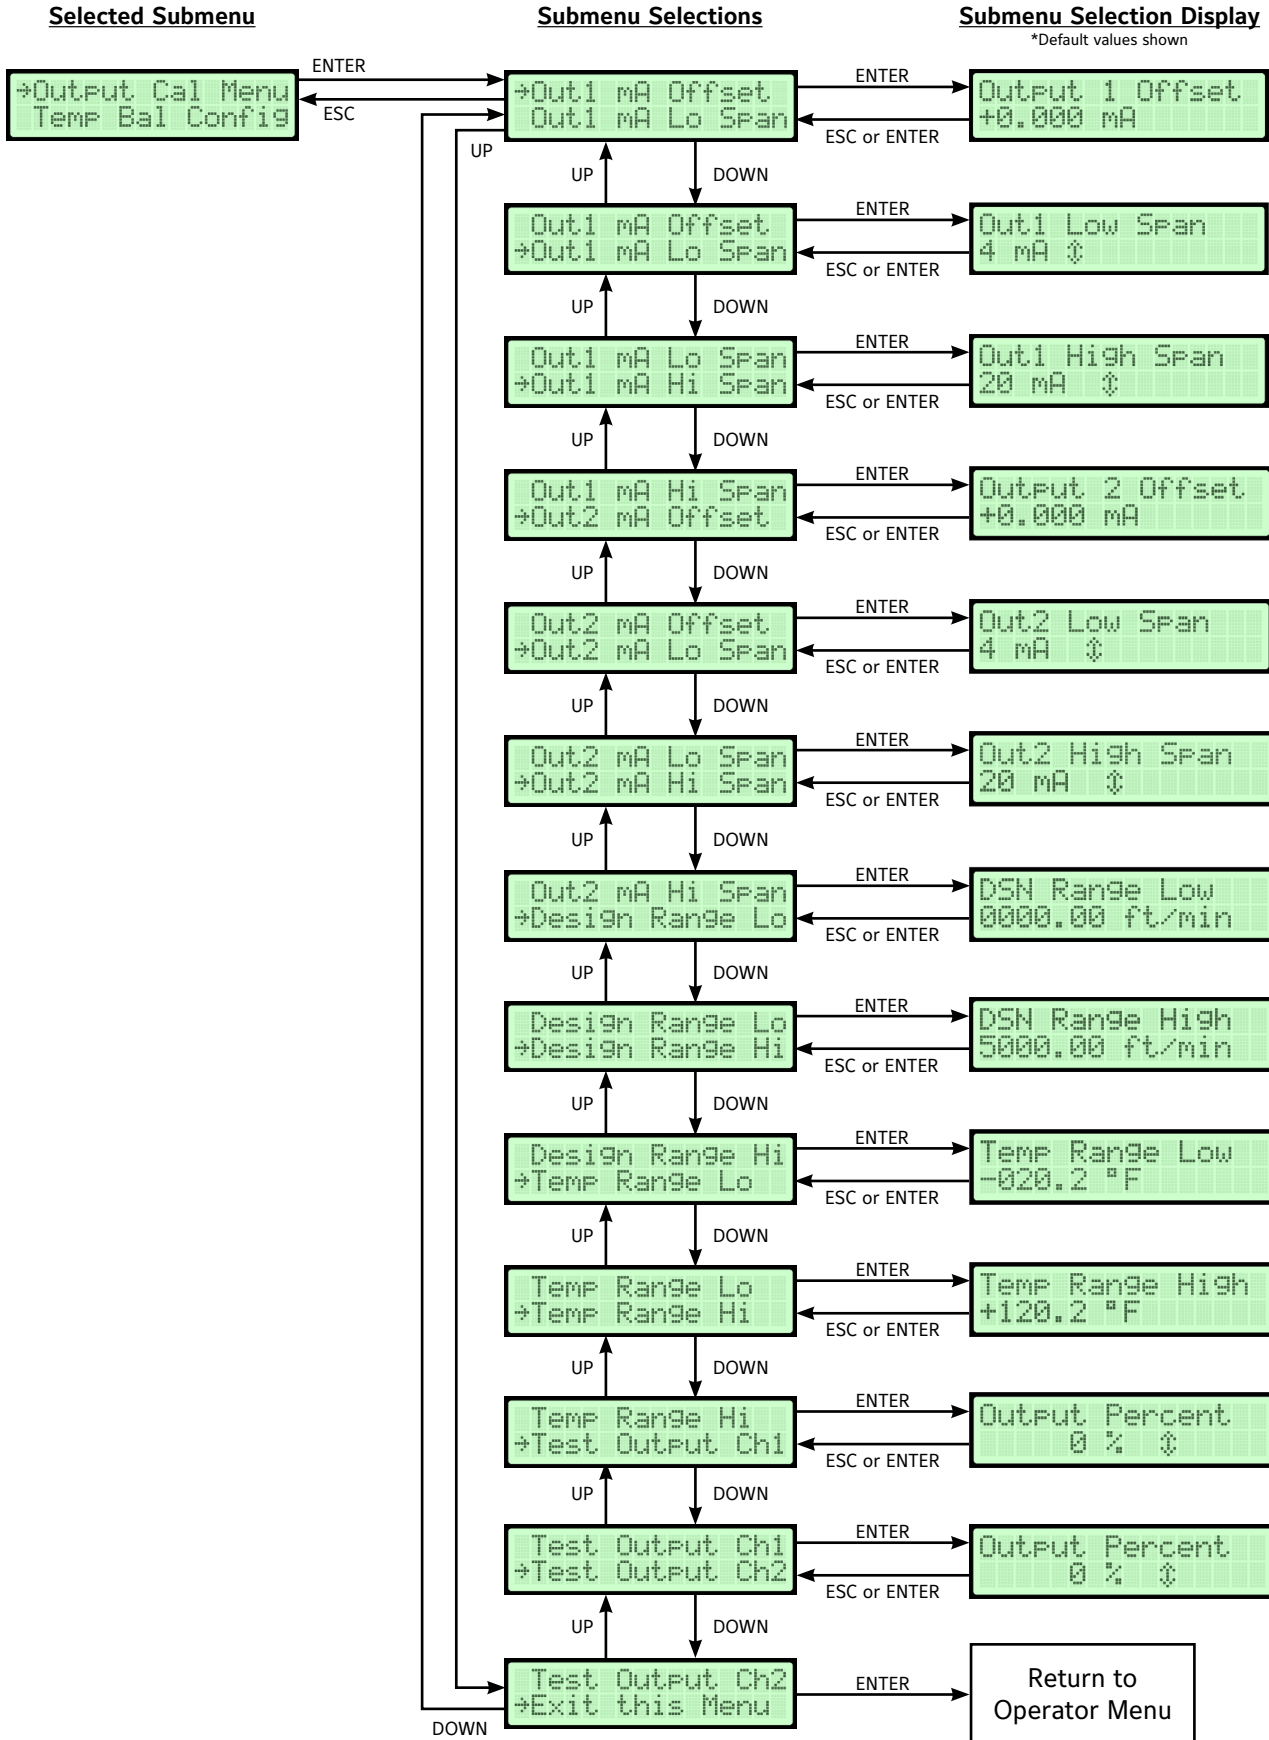 Selected Submenu
Submenu Selections
Submenu Selection Display
*Default values shown
→Output Cal Menu
Temp Bal Config
ENTER
ESC
→Out1 mA Offset
Out1 mA Lo Span
ENTER
ESC or ENTER
Output 1 Offset
+0.000 mA
UP
UP
DOWN
Out1 mA Offset
→Out1 mA Lo Span
ENTER
ESC or ENTER
Out1 Low Span
4 mA ↕
UP
DOWN
Out1 mA Lo Span
→Out1 mA Hi Span
ENTER
ESC or ENTER
Out1 High Span
20 mA ↕
UP
DOWN
Out1 mA Hi Span
→Out2 mA Offset
ENTER
ESC or ENTER
Output 2 Offset
+0.000 mA
UP
DOWN
Out2 mA Offset
→Out2 mA Lo Span
ENTER
ESC or ENTER
Out2 Low Span
4 mA ↕
UP
DOWN
Out2 mA Lo Span
→Out2 mA Hi Span
ENTER
ESC or ENTER
Out2 High Span
20 mA ↕
UP
DOWN
Out2 mA Hi Span
→Design Range Lo
ENTER
ESC or ENTER
DSN Range Low
0000.00 ft/min
UP
DOWN
Design Range Lo
→Design Range Hi
ENTER
ESC or ENTER
DSN Range High
5000.00 ft/min
UP
DOWN
Design Range Hi
→Temp Range Lo
ENTER
ESC or ENTER
Temp Range Low
-020.2 °F
UP
DOWN
Temp Range Lo
→Temp Range Hi
ENTER
ESC or ENTER
Temp Range High
+120.2 °F
UP
DOWN
Temp Range Hi
→Test Output Ch1
ENTER
ESC or ENTER
Output Percent
0 % ↕
UP
DOWN
Test Output Ch1
→Test Output Ch2
ENTER
ESC or ENTER
Output Percent
0 % ↕
UP
DOWN
Test Output Ch2
→Exit this Menu
ENTER
DOWN
Return to
Operator Menu